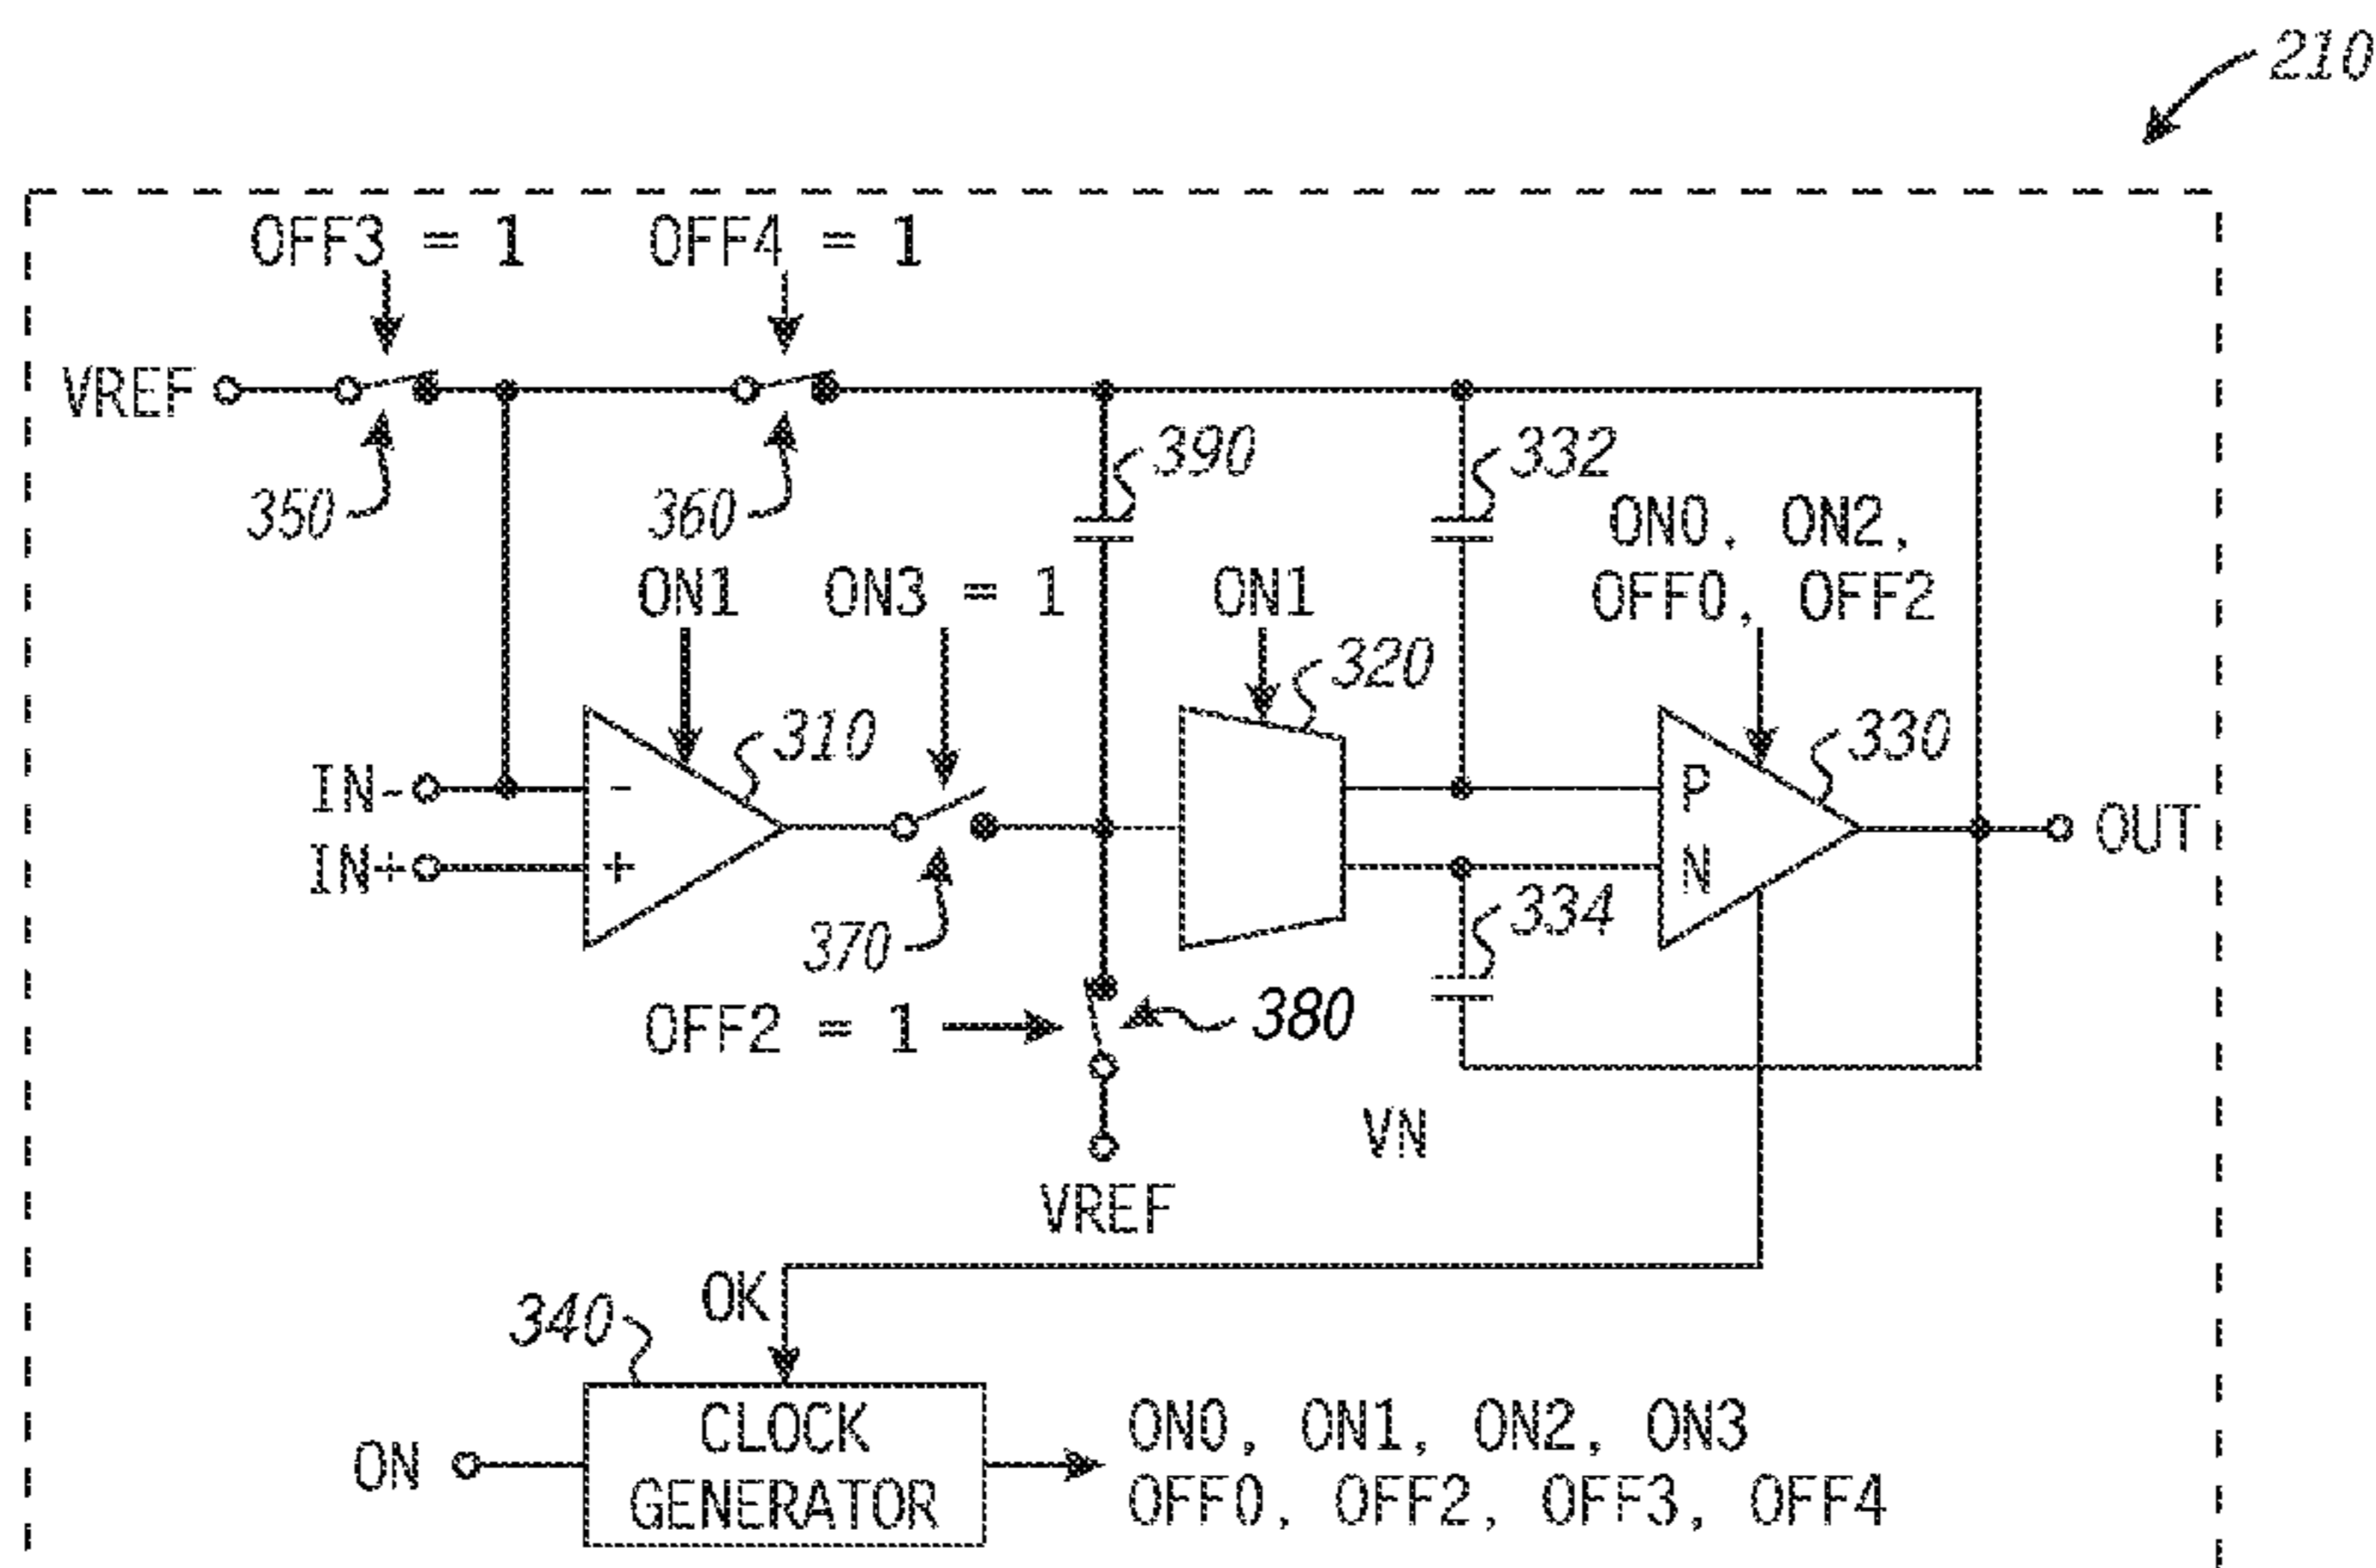 210
OFF3 = 1
OFF4 = 1
VREF
350
360
390
332
ON0, ON2,
OFF0, OFF2
ON1
ON3 = 1
ON1
320
310
330
IN-
-
P
OUT
IN+
+
N
370
334
OFF2 = 1
380
VN
VREF
OK
340
ON
CLOCK
GENERATOR
ON0, ON1, ON2, ON3
OFF0, OFF2, OFF3, OFF4